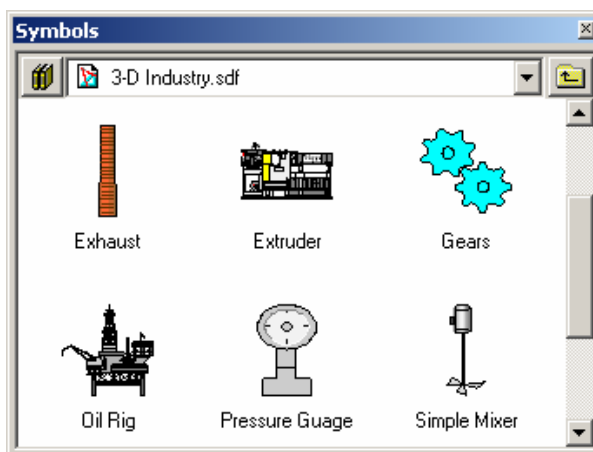 Symbols
3-D Industry.sdf
Exhaust
Extruder
Gears
Oil Rig
Pressure Guage
Simple Mixer